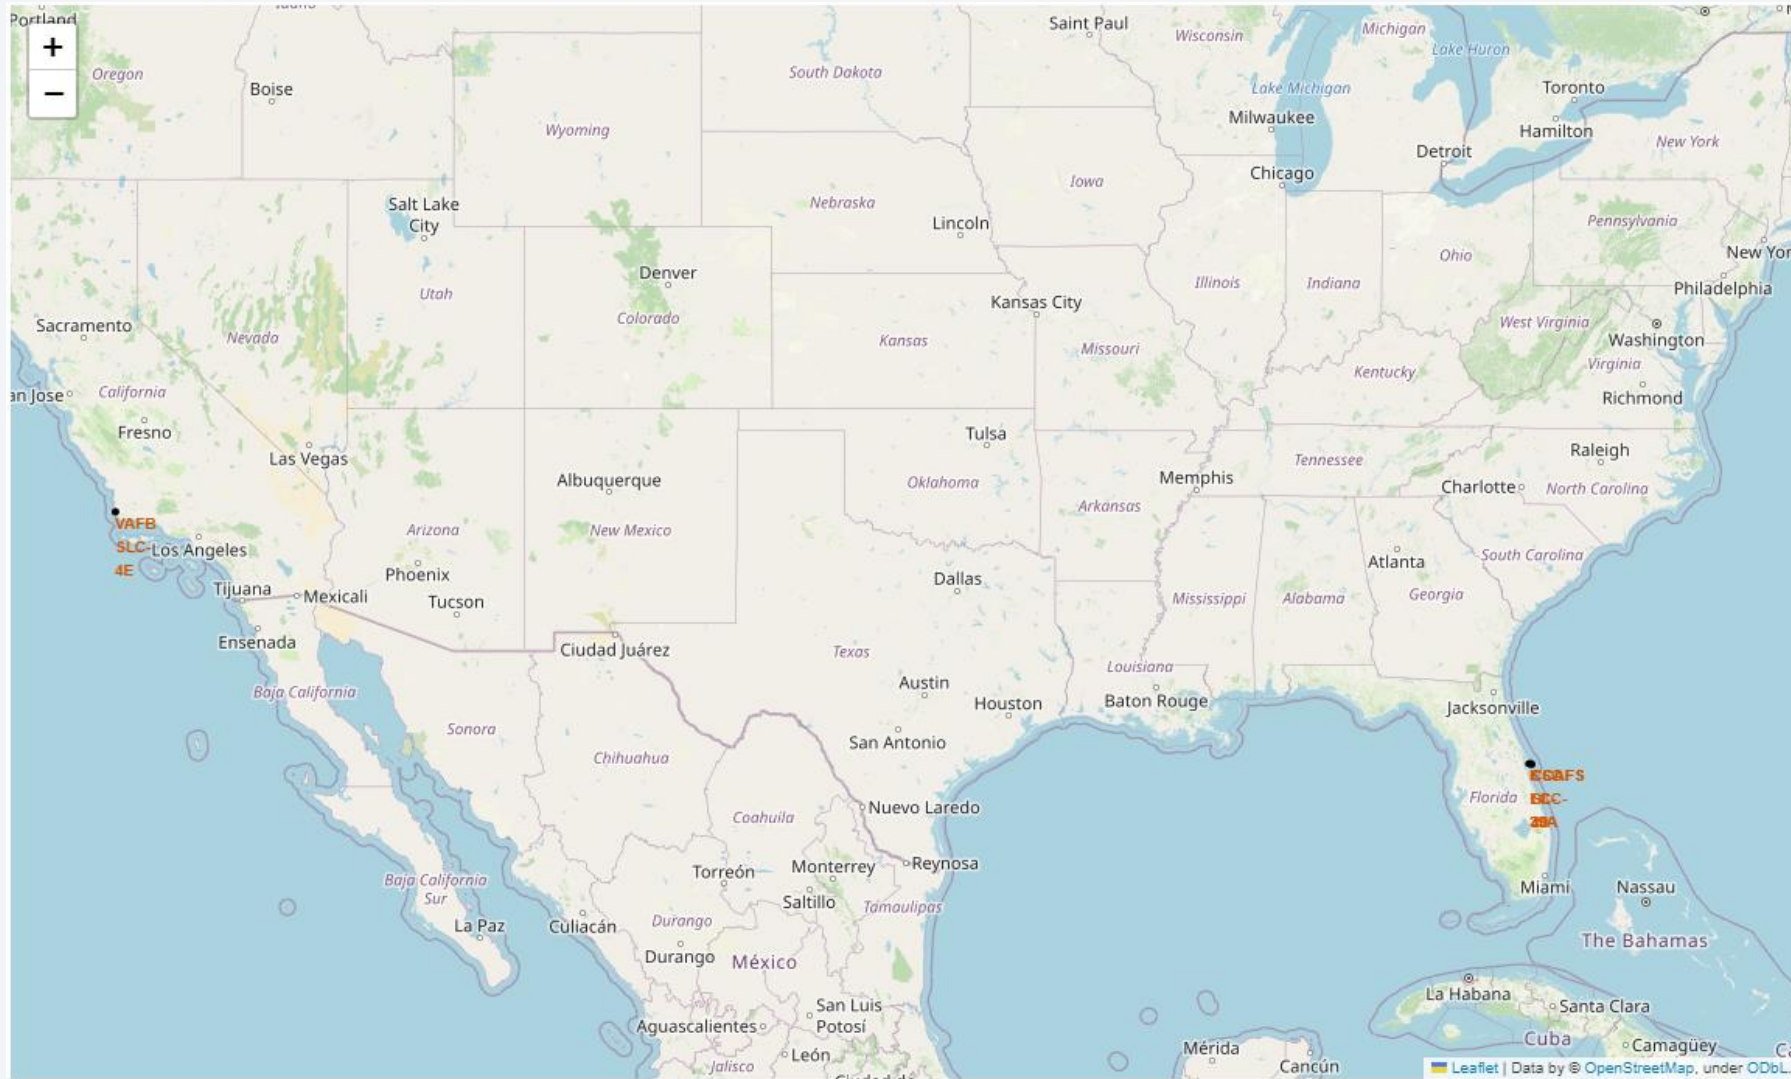 Portland
Idaho
Saint Paul
Wisconsin
Michigan
Lake Huron
+
Oregon
South Dakota
Boise
Lake Michigan
Toronto
−
Milwaukee
Hamilton
Wyoming
New York
Detroit
Iowa
Chicago
Salt Lake
City
Nebraska
Lincoln
Pennsylvania
Denver
Ohio
New Yor
Utah
Illinois
Indiana
Philadelphia
Kansas City
Colorado
West Virginia
Sacramento
Nevada
Kansas
Missouri
Washington
Virginia
Kentucky
California
an Jose
Richmond
Fresno
Tulsa
Las Vegas
Raleigh
Tennessee
Albuquerque
Oklahoma
Memphis
Charlotte
North Carolina
Arkansas
VAFB
Arizona
New Mexico
SLC-
Los Angeles
South Carolina
Atlanta
4E
Phoenix
Dallas
Tijuana
Mexicali
Tucson
Mississippi
Alabama
Georgia
Ensenada
Ciudad Juárez
Texas
Louisiana
Baja California
Austin
Houston
Baton Rouge
Jacksonville
Sonora
San Antonio
Chihuahua
Florida
Nuevo Laredo
Coahuila
Torreón
Monterrey
Reynosa
Baja California
Sur
Saltillo
Tamaulipas
Miami
Nassau
La Paz
Culiacán
Durango
Durango
México
The Bahamas
La Habana
Santa Clara
San Luis
Potosí
Aguascalientes
Cuba
Camagüey
León
Mérida
Jalisco
Cancún
Leaflet | Data by © OpenStreetMap, under ODbL.